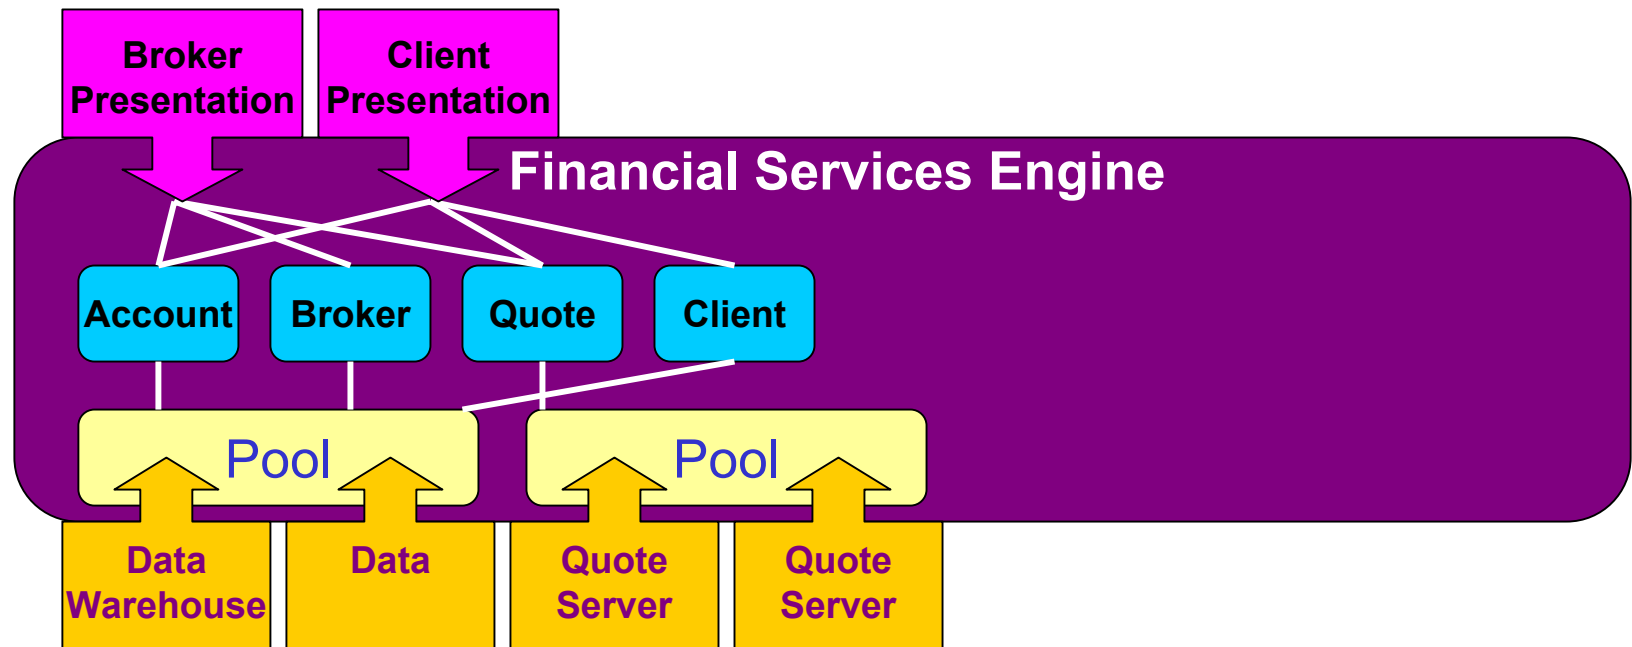 Broker
Presentation
Client
Presentation
Financial Services Engine
Account
Broker
Quote
Client
Pool
Pool
Data
Warehouse
Data
Quote
Server
Quote
Server